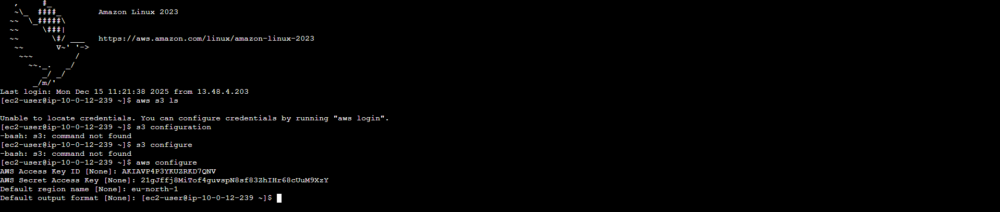 ,     #_
   ~\_  ####_        Amazon Linux 2023
  ~~  \_#####\
  ~~     \###|
  ~~       \#/ ___   https://aws.amazon.com/linux/amazon-linux-2023
   ~~       V~' '->
    ~~~         /
      ~~._.   _/
         _/ _/
       _/m/'
Last login: Mon Dec 15 11:21:38 2025 from 13.48.4.203
[ec2-user@ip-10-0-12-239 ~]$ aws s3 ls

Unable to locate credentials. You can configure credentials by running "aws login".
[ec2-user@ip-10-0-12-239 ~]$ s3 configuration
-bash: s3: command not found
[ec2-user@ip-10-0-12-239 ~]$ s3 configure
-bash: s3: command not found
[ec2-user@ip-10-0-12-239 ~]$ aws configure
AWS Access Key ID [None]: AKIAVP4P3YKUZRKD7QNV
AWS Secret Access Key [None]: 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
Default region name [None]: eu-north-1
Default output format [None]: [ec2-user@ip-10-0-12-239 ~]$